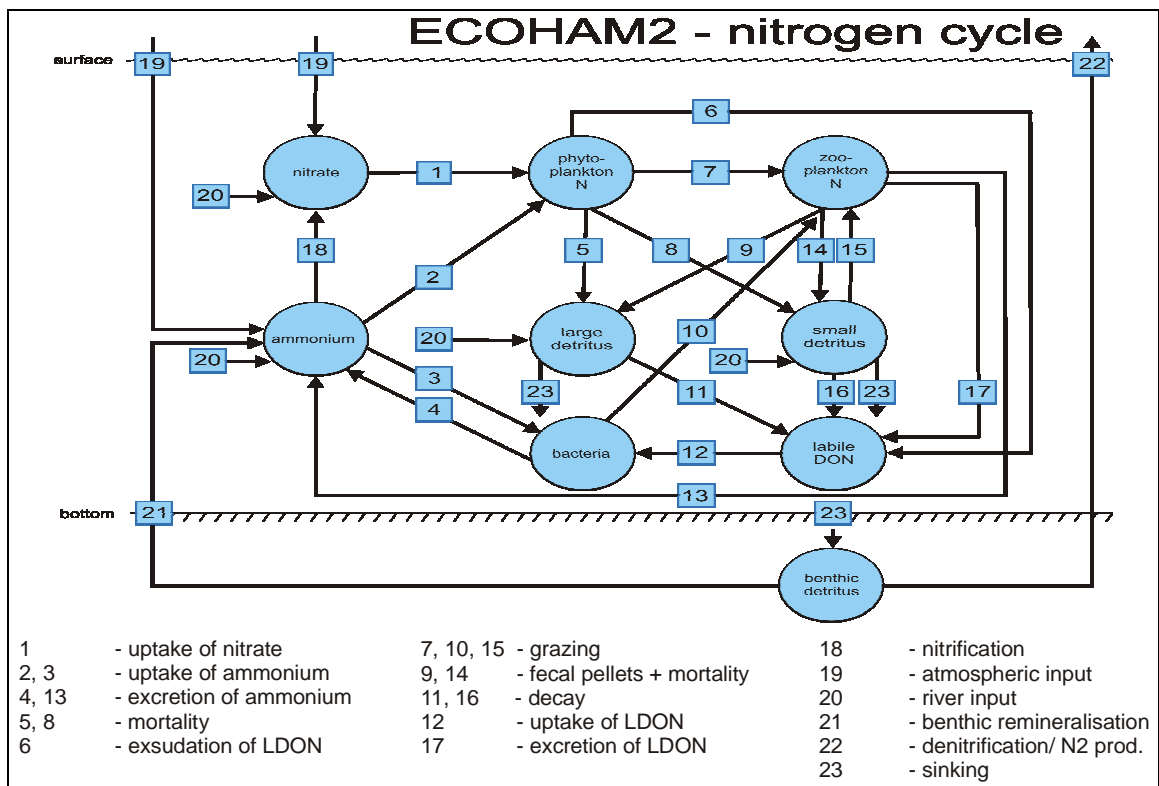 ECOHAM2 - nitrogen cycle
surface
19
19
22
6
nitrate
1
phyto-
plankton
N
7
zoo-
plankton
N
20
18
2
5
8
9
14
15
ammonium
20
large
detritus
10
small
detritus
20
20
3
4
23
11
16
23
17
bacteria
12
labile
DON
13
bottom
21
23
benthic
detritus
1 - uptake of nitrate
2, 3 - uptake of ammonium
4, 13 - excretion of ammonium
5, 8 - mortality
6 - exsudation of LDON
7, 10, 15 - grazing
9, 14 - fecal pellets + mortality
11, 16 - decay
12 - uptake of LDON
17 - excretion of LDON
18 - nitrification
19 - atmospheric input
20 - river input
21 - benthic remineralisation
22 - denitrification/ N2 prod.
23 - sinking